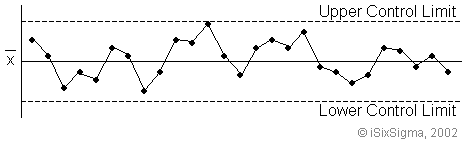 Upper Control Limit
x̅
Lower Control Limit
© iSixSigma, 2002